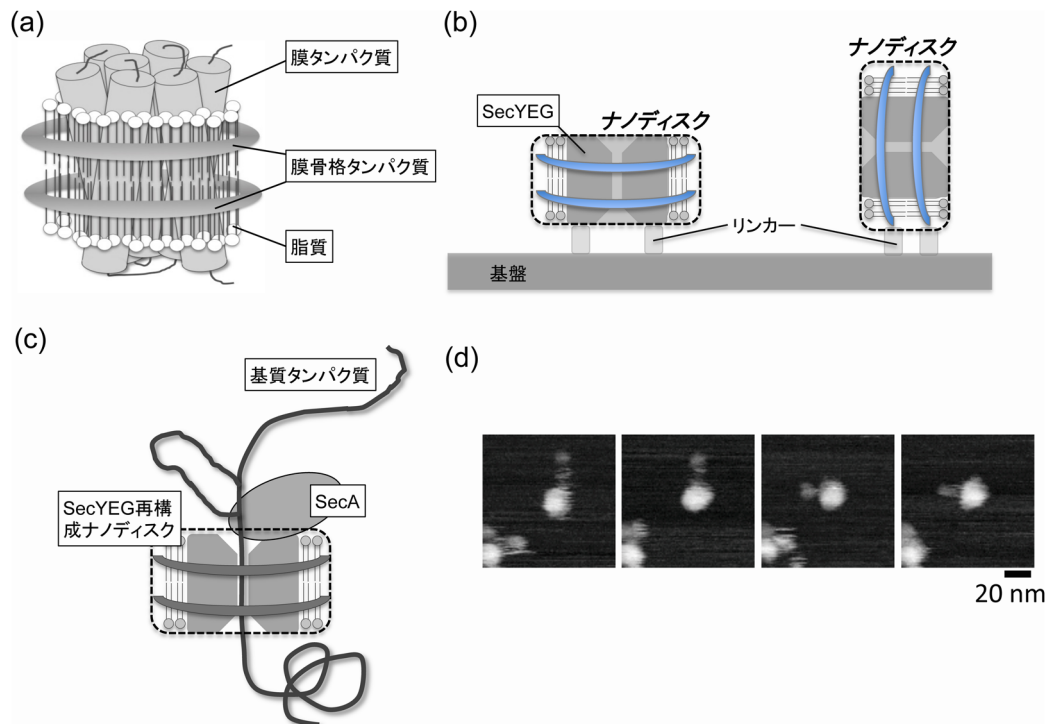 (a)
膜タンパク質
膜骨格タンパク質
脂質
(b)
ナノディスク
SecYEG
ナノディスク
リンカー
基盤
(c)
基質タンパク質
SecA
SecYEG再構
成ナノディスク
(d)
20 nm